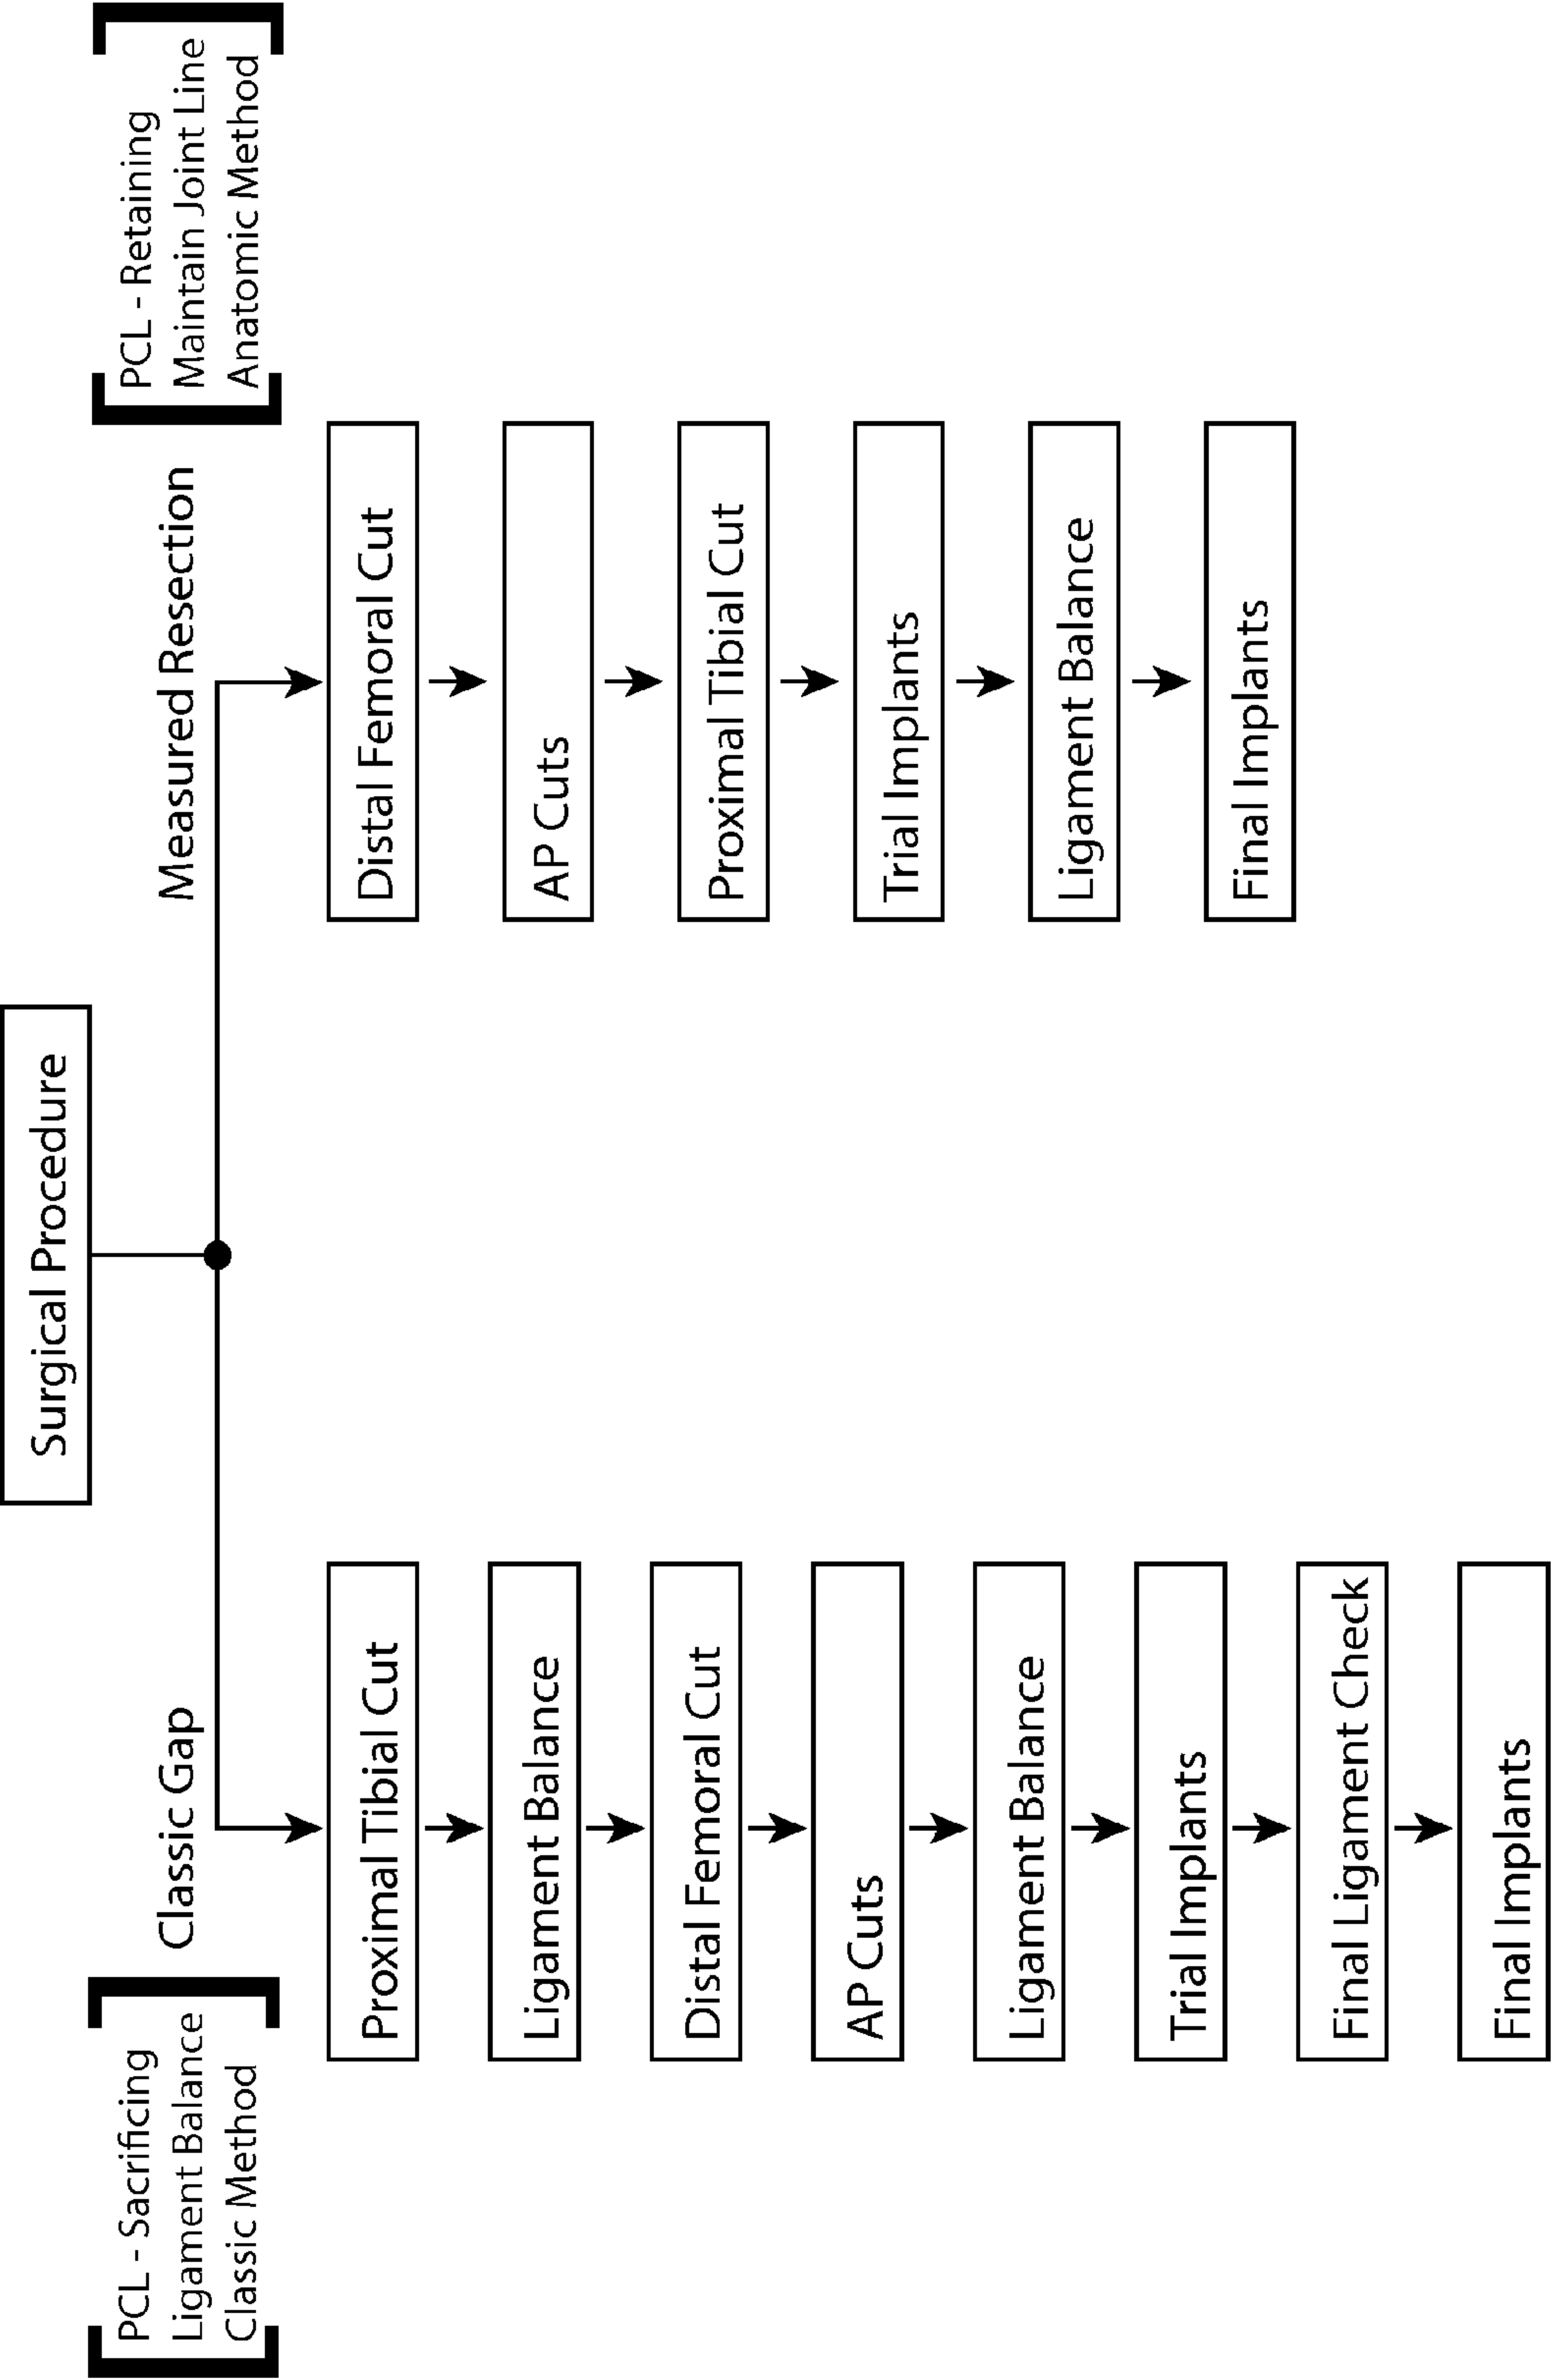 Surgical Procedure
PCL - Sacrificing
Ligament Balance
Classic Method
Classic Gap
Proximal Tibial Cut
Ligament Balance
Distal Femoral Cut
AP Cuts
Ligament Balance
Trial Implants
Final Ligament Check
Final Implants
Measured Resection
PCL - Retaining
Maintain Joint Line
Anatomic Method
Distal Femoral Cut
AP Cuts
Proximal Tibial Cut
Trial Implants
Ligament Balance
Final Implants